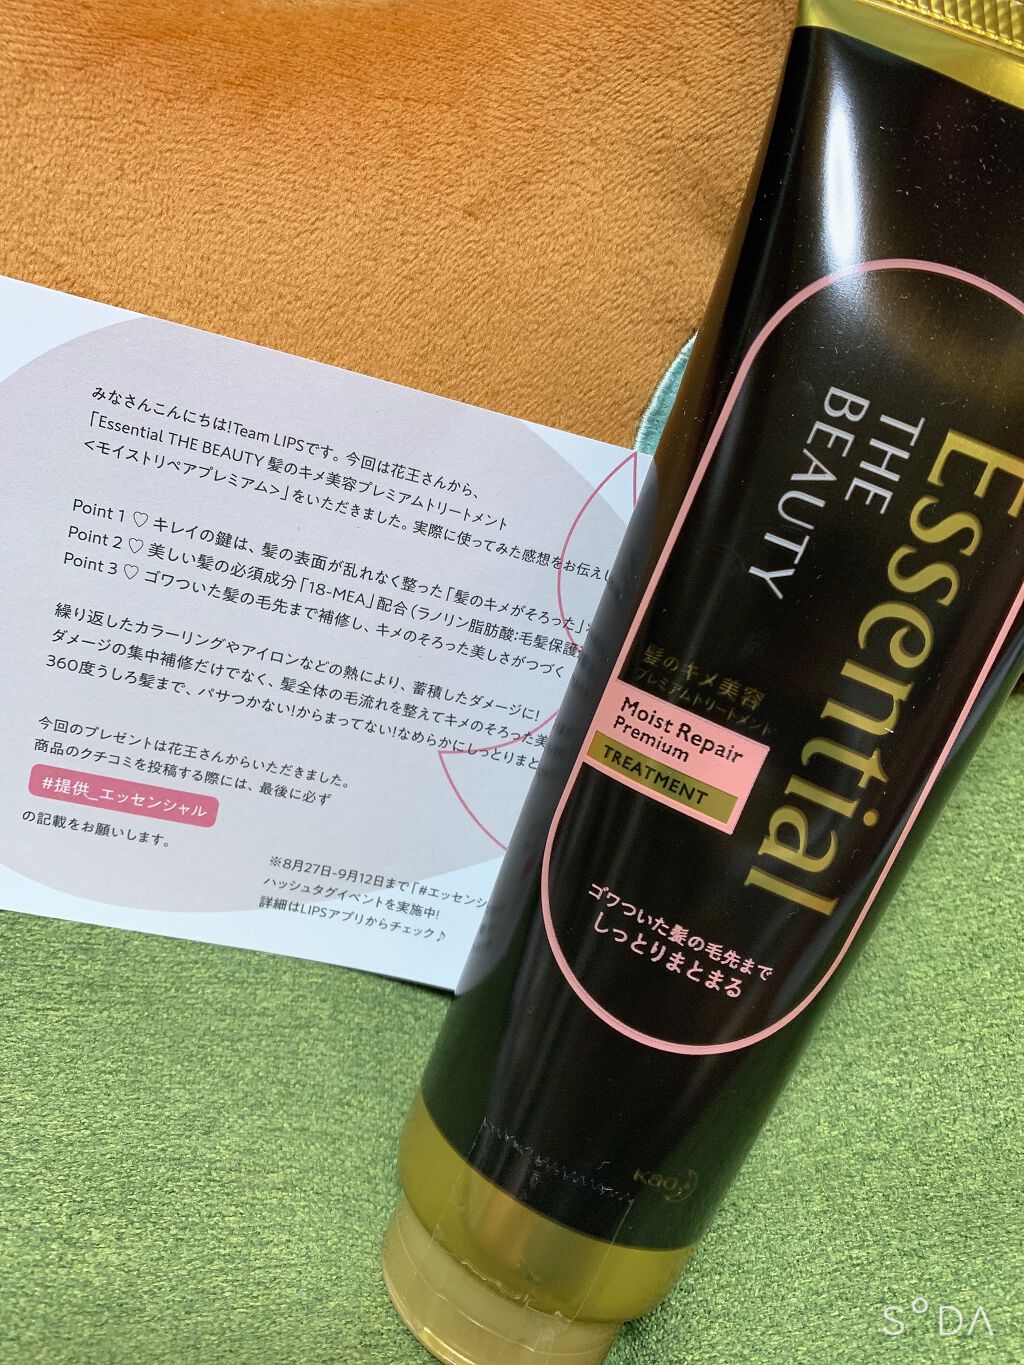 みなさんこんにちは!Team LIPSです。今回は花王さんから、
「Essential THE BEAUTY 髪のキメ美容プレミアムトリートメント
<モイストリペアプレミアム>」をいただきました。実際に使ってみた感想をお伝えし
Point 1 ♡ キレイの鍵は、髪の表面が乱れなく整った「髪のキメがそろった」
Point 2 ♡ 美しい髪の必須成分「18-MEA」配合(ラノリン脂肪酸:毛髪保護
Point 3 ♡ ゴワついた髪の毛先まで補修し、キメのそろった美しさがつづく
繰り返したカラーリングやアイロンなどの熱により、蓄積したダメージに!
ダメージの集中補修だけでなく、髪全体の毛流れを整えてキメのそろった美
360度うしろ髪まで、パサつかない!からまってない!なめらかにしっとりまと
今回のプレゼントは花王さんからいただきました。
商品のクチコミを投稿する際には、最後に必ず
#提供_エッセンシャル
の記載をお願いします。
※8月27日-9月12日まで「#エッセンシ
ハッシュタグイベントを実施中!
詳細はLIPSアプリからチェック♪
Essential
THE
BEAUTY
髪のキメ美容
プレミアムトリートメント
Moist Repair
Premium
TREATMENT
ゴワついた髪の毛先まで
しっとりまとまる
Kao
S°DA